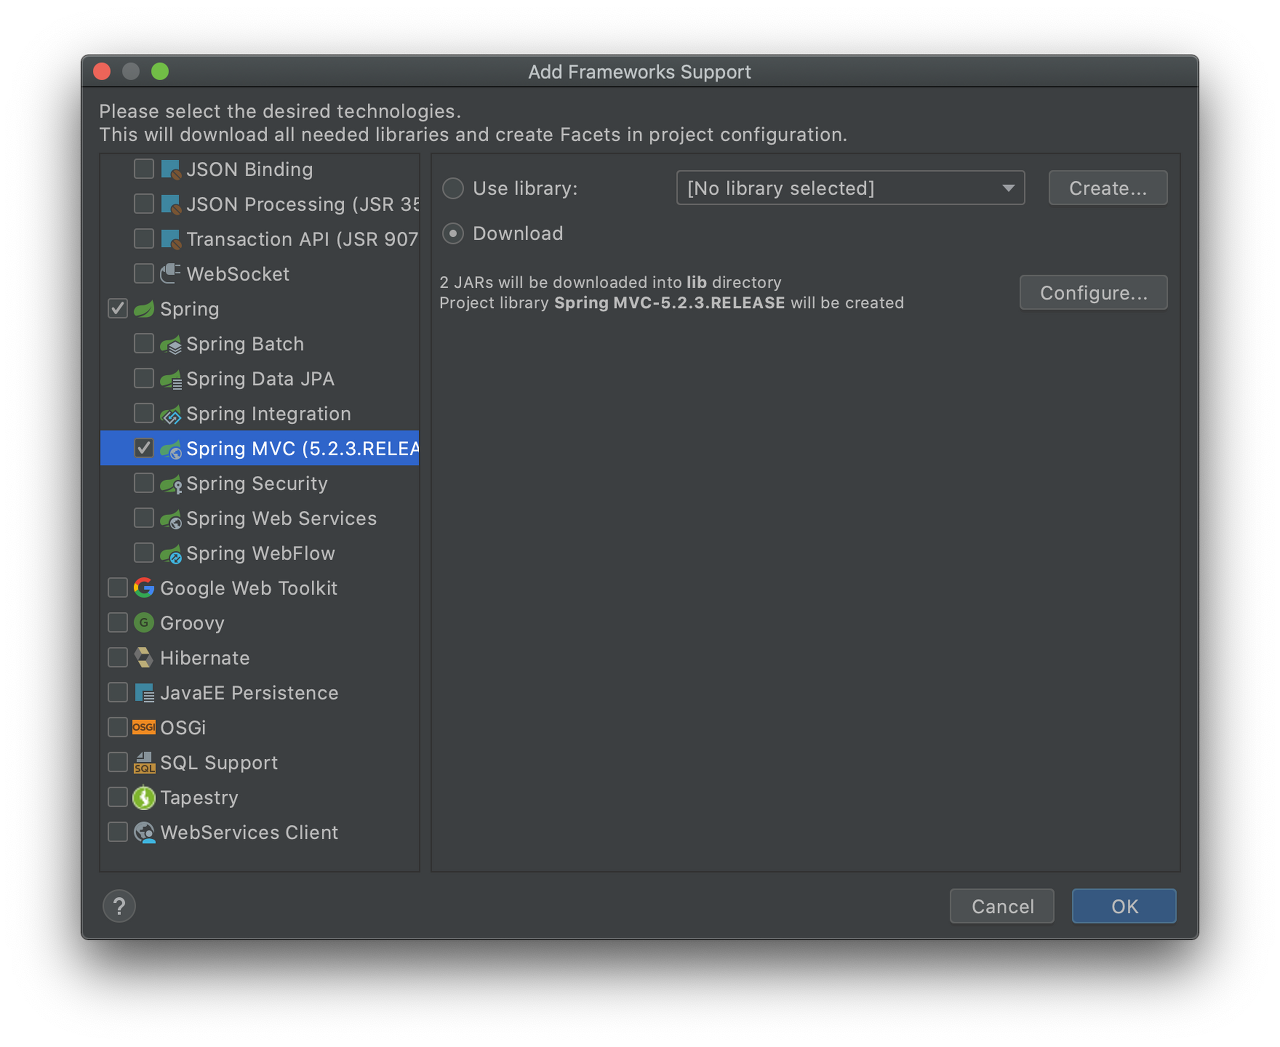 Add Frameworks Support
Please select the desired technologies.
This will download all needed libraries and create Facets in project configuration.
JSON Binding
JSON Processing (JSR 35
Transaction API (JSR 907
WebSocket
Spring
Spring Batch
Spring Data JPA
Spring Integration
Spring MVC (5.2.3.RELEA
Spring Security
Spring Web Services
Spring WebFlow
Google Web Toolkit
G Groovy
Hibernate
JavaEE Persistence
OSGi OSGi
SQL SQL Support
Tapestry
WebServices Client
Use library: [No library selected] Create...
Download
2 JARs will be downloaded into lib directory
Project library Spring MVC-5.2.3.RELEASE will be created
Configure...
? Cancel OK